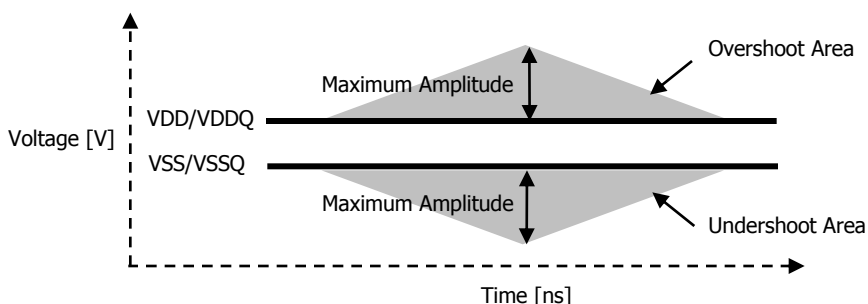 Overshoot Area
Maximum Amplitude
VDD/VDDQ
Voltage [V]
VSS/VSSQ
Maximum Amplitude
Undershoot Area
Time [ns]